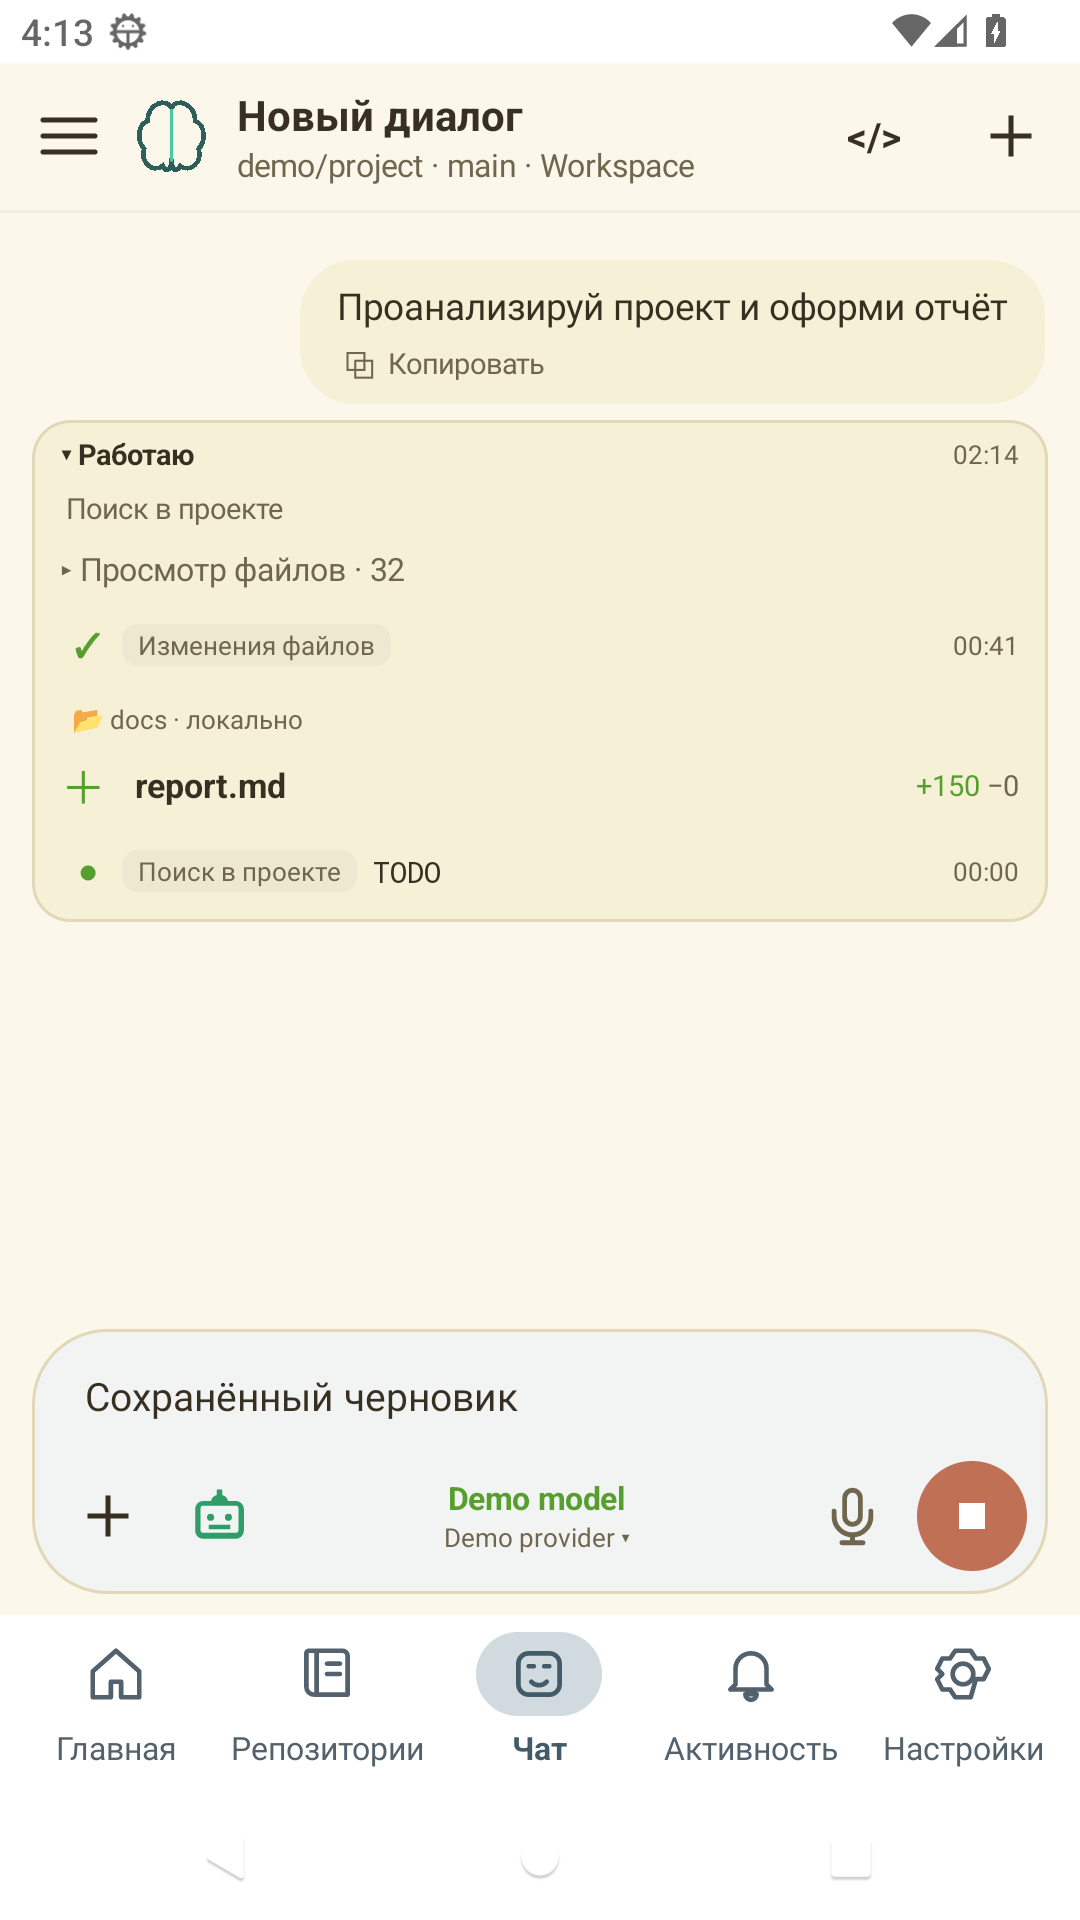 4:13
Новый диалог
demo/project · main · Workspace
</>
Проанализируй проект и оформи отчёт
Копировать
Работаю 02:14
Поиск в проекте
Просмотр файлов · 32
Изменения файлов 00:41
docs · локально
report.md +150 −0
Поиск в проекте TODO 00:00
Сохранённый черновик
Demo model
Demo provider
Главная Репозитории Чат Активность Настройки